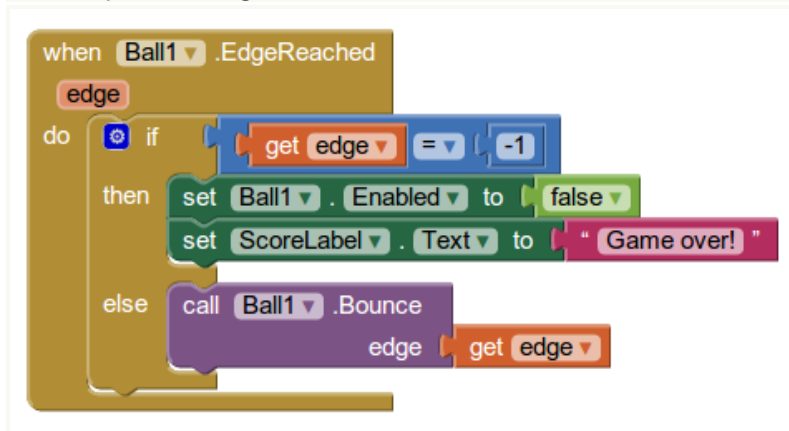 when Ball1 .EdgeReached
edge
do if get edge = -1
then set Ball1 . Enabled to false
set ScoreLabel . Text to “ Game over! ”
else call Ball1 .Bounce
edge get edge